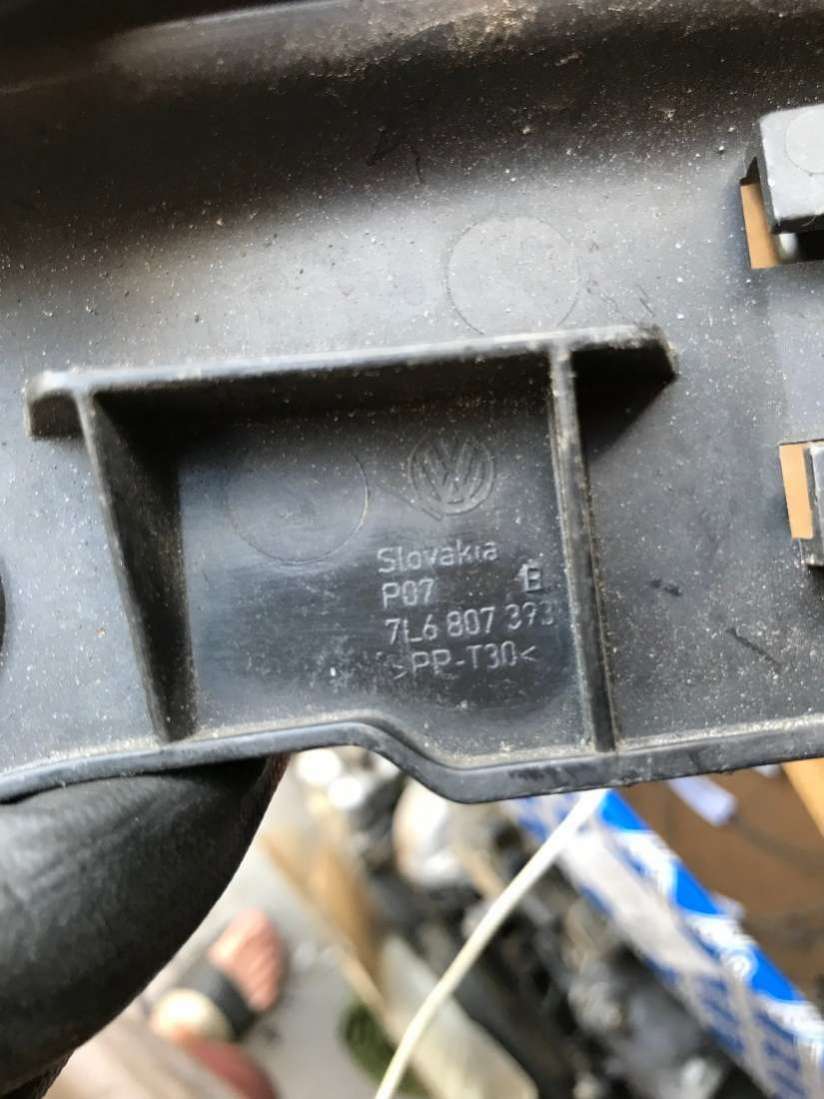 Slovakia
P07 E
7L6 807 393
>PP-T30<